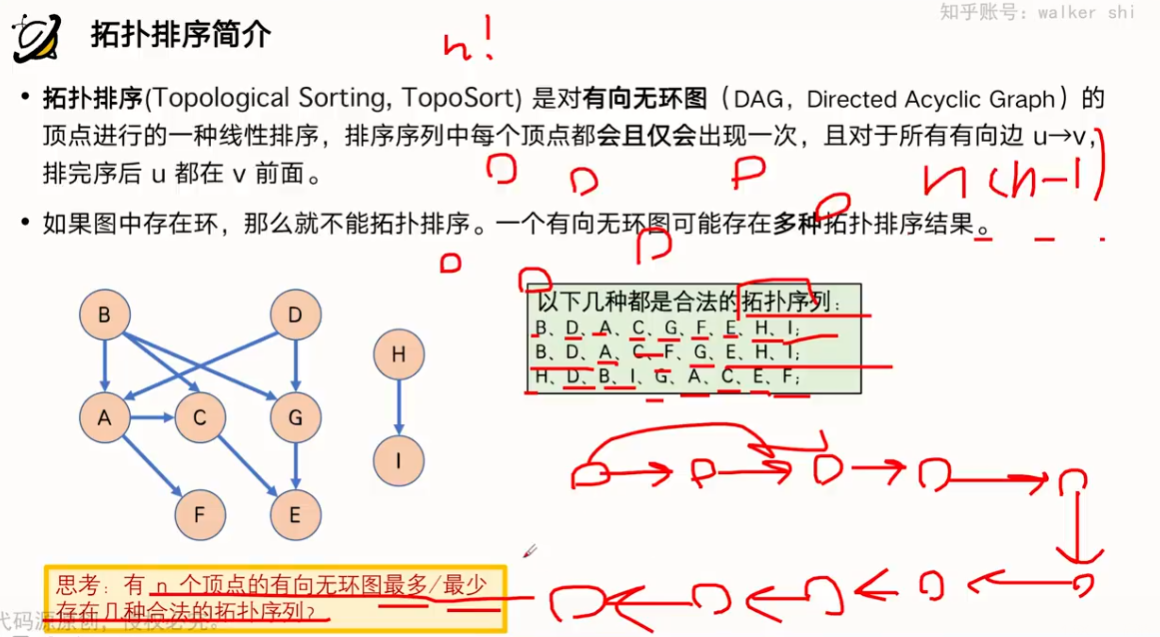 知乎账号：walker shi
拓扑排序简介
n!
• 拓扑排序(Topological Sorting, TopoSort) 是对有向无环图（DAG，Directed Acyclic Graph）的
顶点进行的一种线性排序，排序序列中每个顶点都会且仅会出现一次，且对于所有有向边 u→v，
排完序后 u 都在 v 前面。
n(n-1)
• 如果图中存在环，那么就不能拓扑排序。一个有向无环图可能存在多种拓扑排序结果。
以下几种都是合法的拓扑序列：
B、D、A、C、G、F、E、H、I；
B、D、A、C、F、G、E、H、I；
H、D、B、I、G、A、C、E、F；
B
D
H
A
C
G
I
F
E
思考：有 n 个顶点的有向无环图最多/最少
存在几种合法的拓扑序列？
代码源原创，侵权必究。